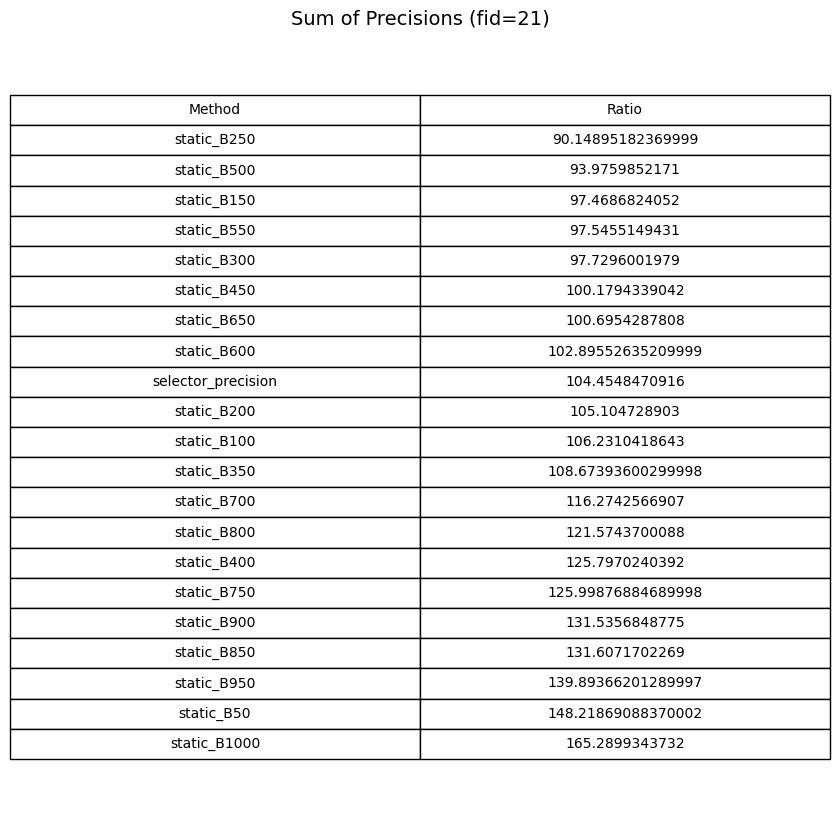 Sum of Precisions (fid=21)
Method Ratio
static_B250 90.14895182369999
static_B500 93.9759852171
static_B150 97.4686824052
static_B550 97.5455149431
static_B300 97.7296001979
static_B450 100.1794339042
static_B650 100.6954287808
static_B600 102.89552635209999
selector_precision 104.4548470916
static_B200 105.104728903
static_B100 106.2310418643
static_B350 108.67393600299998
static_B700 116.2742566907
static_B800 121.5743700088
static_B400 125.7970240392
static_B750 125.99876884689998
static_B900 131.5356848775
static_B850 131.6071702269
static_B950 139.89366201289997
static_B50 148.21869088370002
static_B1000 165.2899343732